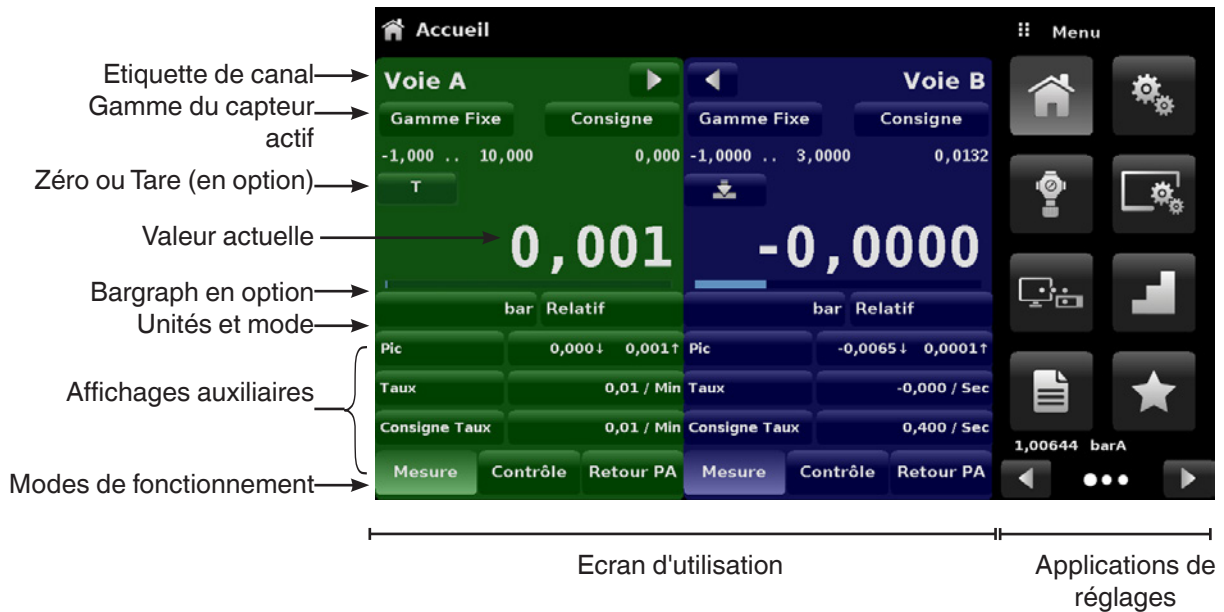 Accueil
Menu
Etiquette de canal
Voie A
Voie B
Gamme du capteur
actif
Gamme Fixe
Consigne
Gamme Fixe
Consigne
-1,000 .. 10,000
0,000
-1,0000 .. 3,0000
0,0132
Zéro ou Tare (en option)
T
Valeur actuelle
0,001
-0,0000
Bargraph en option
Unités et mode
bar Relatif
bar Relatif
Affichages auxiliaires
Pic 0,000↓ 0,001↑
Pic -0,0065↓ 0,0001↑
Taux 0,01 / Min
Taux -0,000 / Sec
Consigne Taux 0,01 / Min
Consigne Taux 0,400 / Sec
1,00644 barA
Modes de fonctionnement
Mesure Contrôle Retour PA
Mesure Contrôle Retour PA
Ecran d'utilisation
Applications de
réglages